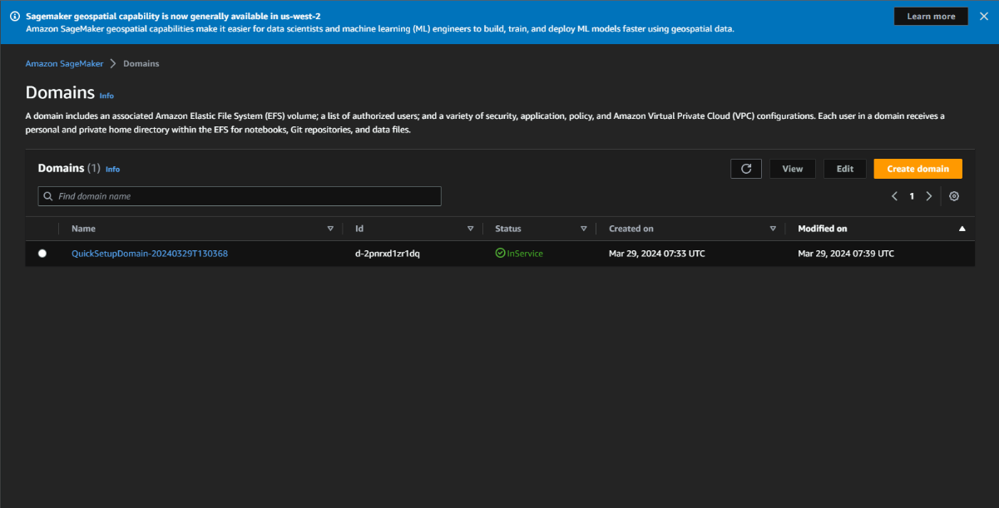 Sagemaker geospatial capability is now generally available in us-west-2
Learn more
Amazon SageMaker geospatial capabilities make it easier for data scientists and machine learning (ML) engineers to build, train, and deploy ML models faster using geospatial data.
Amazon SageMaker > Domains
Domains Info
A domain includes an associated Amazon Elastic File System (EFS) volume; a list of authorized users; and a variety of security, application, policy, and Amazon Virtual Private Cloud (VPC) configurations. Each user in a domain receives a
personal and private home directory within the EFS for notebooks, Git repositories, and data files.
Domains (1) Info
View Edit Create domain
Find domain name
1
Name Id Status Created on Modified on
QuickSetupDomain-20240329T130368 d-2pnrxd1zr1dq InService Mar 29, 2024 07:33 UTC Mar 29, 2024 07:39 UTC